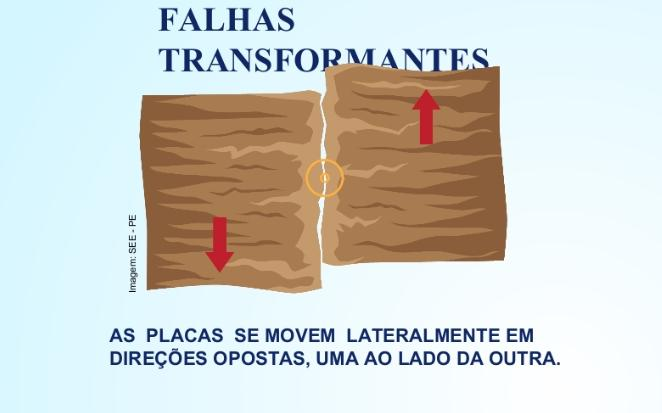 FALHAS
TRANSFORMANTES
Imagem: SEE - PE
AS PLACAS SE MOVEM LATERALMENTE EM
DIREÇÕES OPOSTAS, UMA AO LADO DA OUTRA.